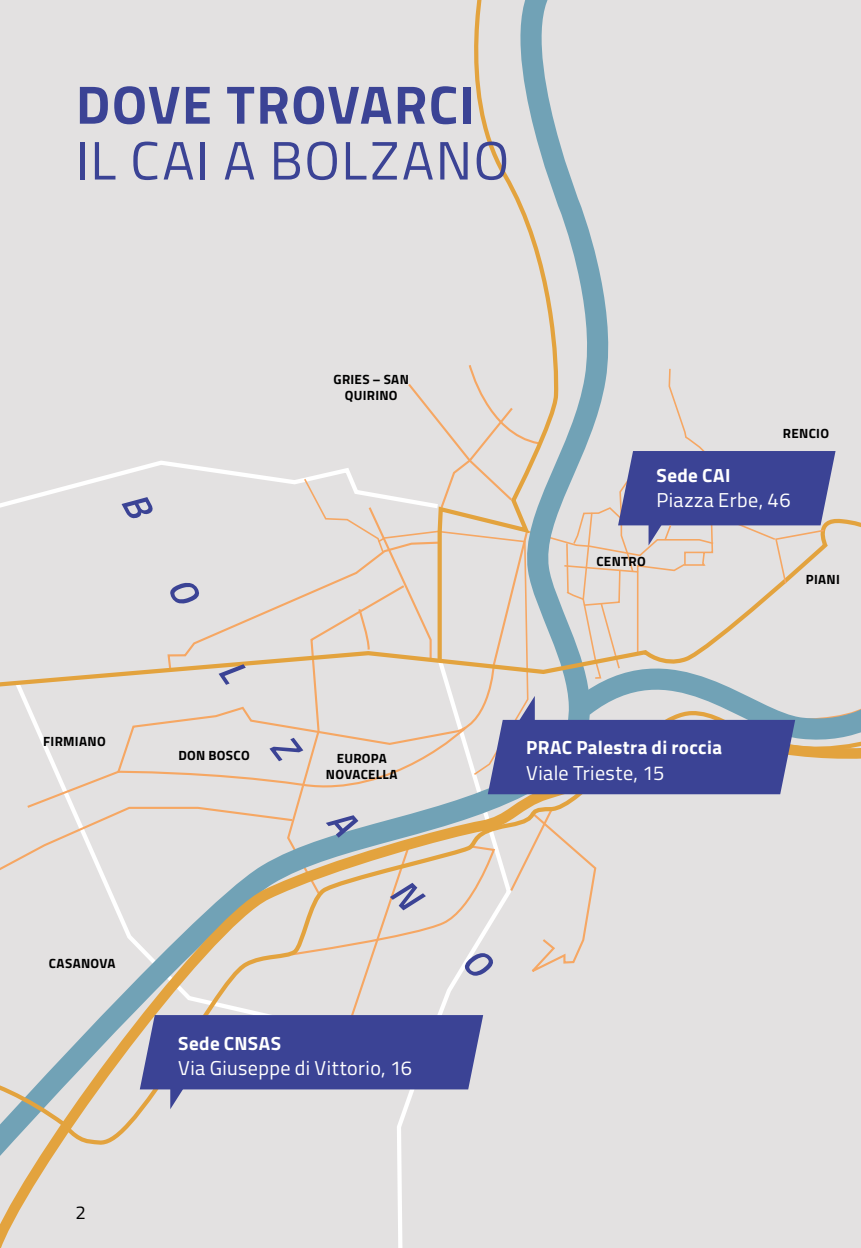 DOVE TROVARCI
IL CAI A BOLZANO
GRIES – SAN
QUIRINO
RENCIO
Sede CAI
Piazza Erbe, 46
CENTRO
PIANI
BOLZANO
FIRMIANO
DON BOSCO
EUROPA
NOVACELLA
PRAC Palestra di roccia
Viale Trieste, 15
CASANOVA
Sede CNSAS
Via Giuseppe di Vittorio, 16
2